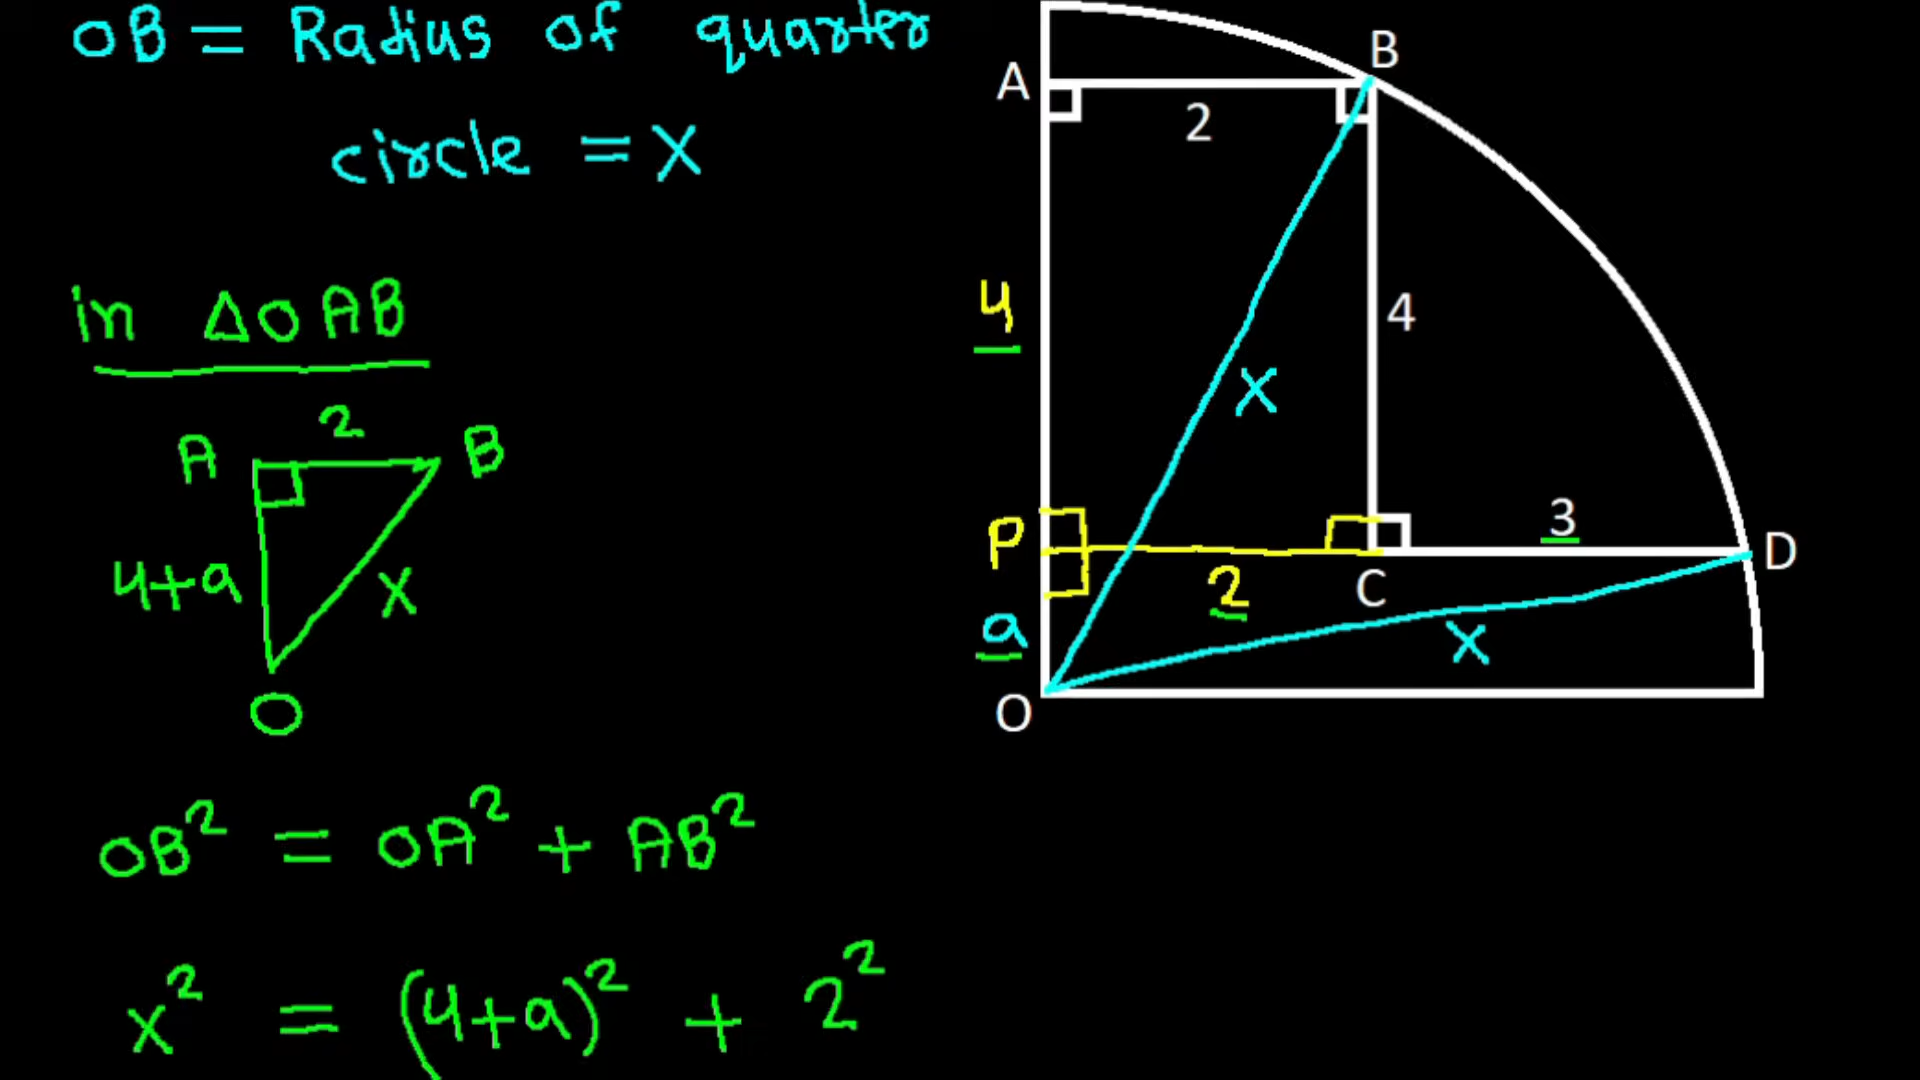 OB = Radius of quarter
circle = x
in △OAB
2
A B
4+a x
O
OB² = OA² + AB²
x² = (4+a)² + 2²
B
A
2
4
4
x
3
P D
2 C
a
x
O